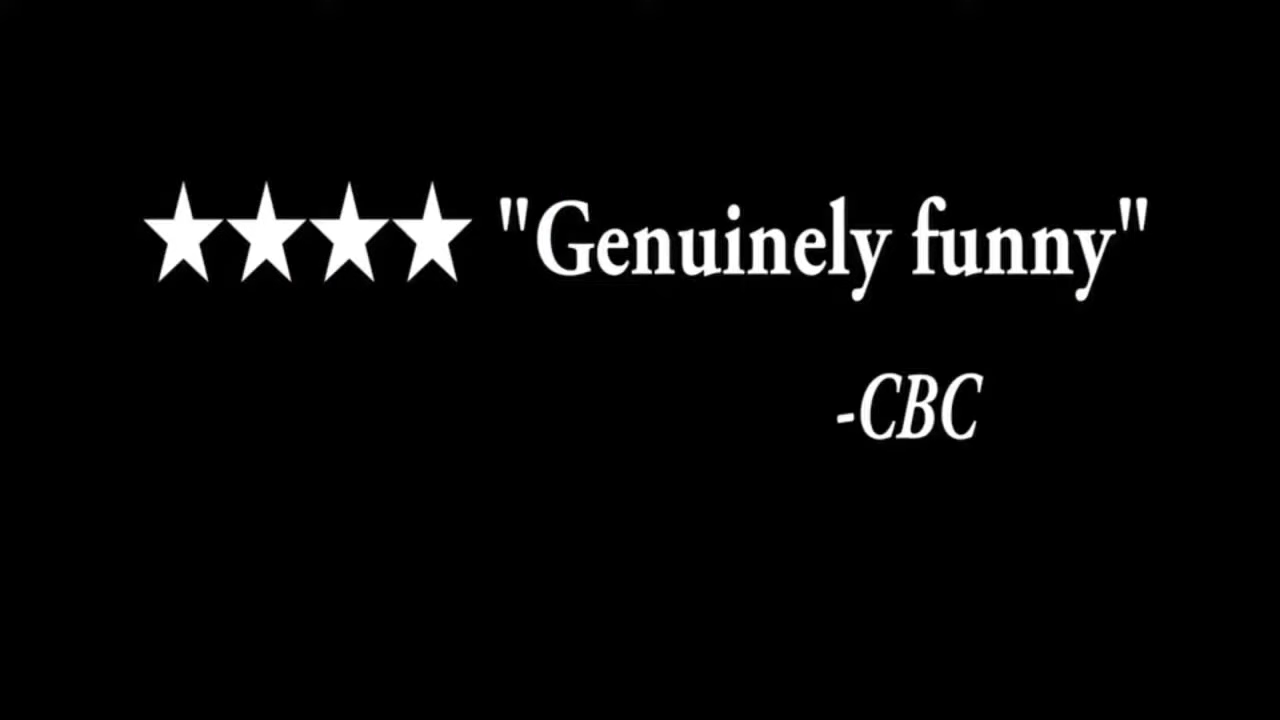 ★★★★ "Genuinely funny"
-CBC